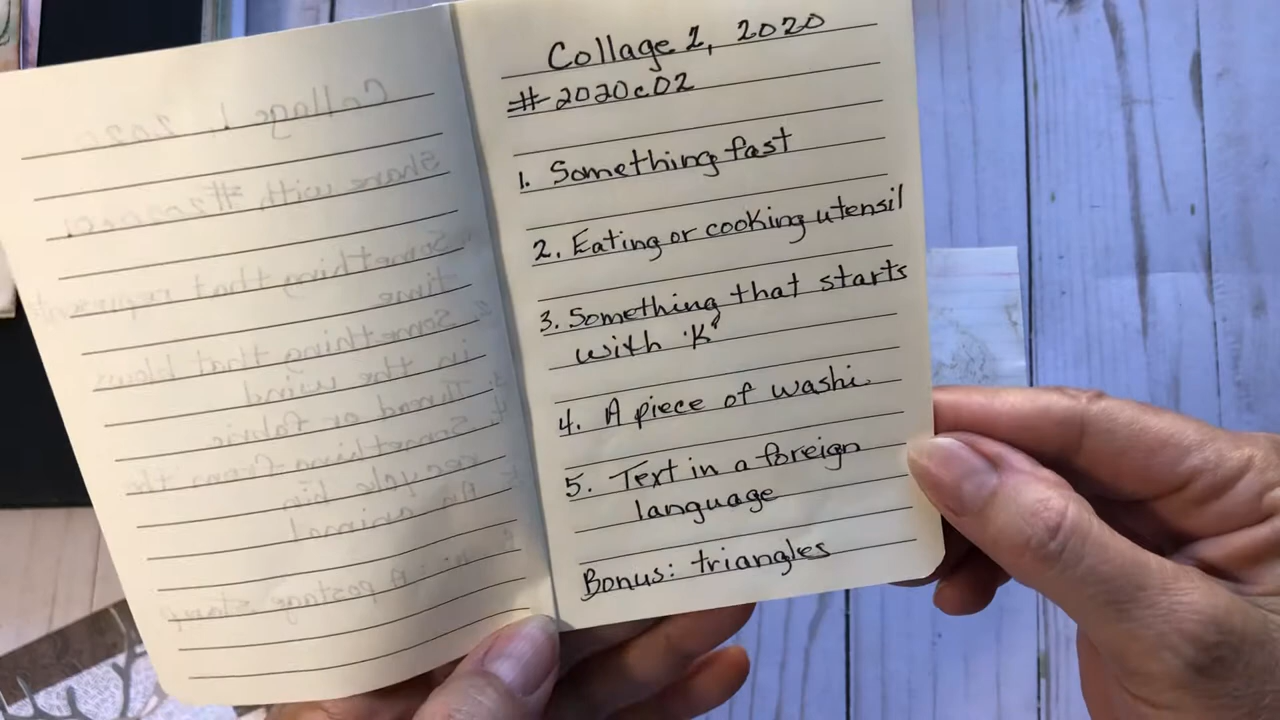 Collage 2, 2020
#2020c02
1. Something fast
2. Eating or cooking utensil
3. Something that starts
with 'K'
4. A piece of washi
5. Text in a foreign
language
Bonus: triangles